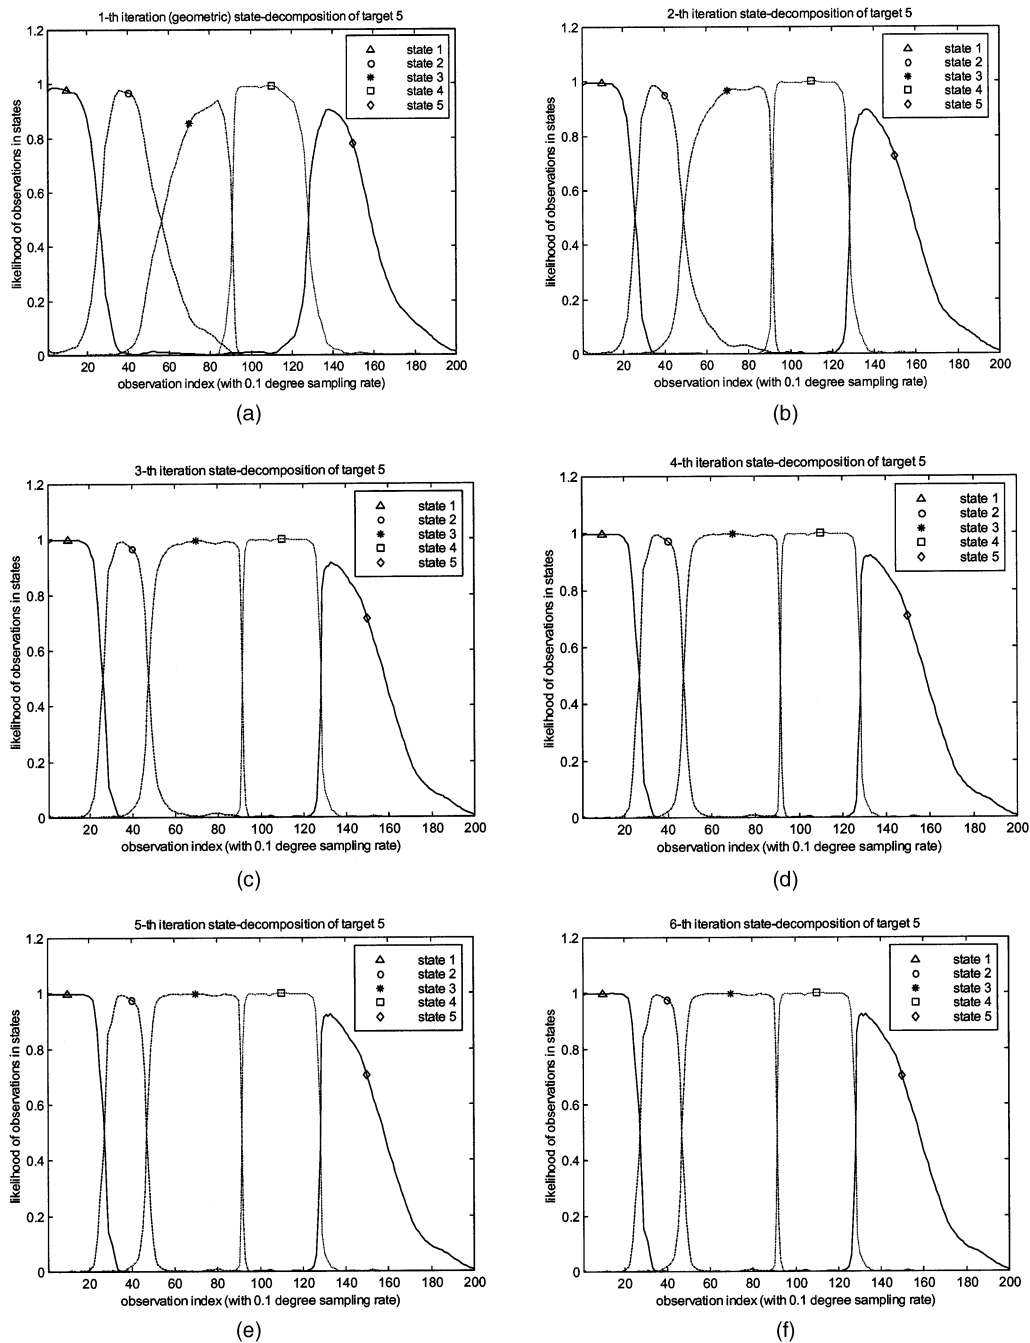 1-th iteration (geometric) state-decomposition of target 5
1.2
1
0.8
0.6
0.4
0.2
0
likelihood of observations in states
state 1
state 2
state 3
state 4
state 5
20 40 60 80 100 120 140 160 180 200
observation index (with 0.1 degree sampling rate)
(a)
2-th iteration state-decomposition of target 5
1.2
1
0.8
0.6
0.4
0.2
0
likelihood of observations in states
state 1
state 2
state 3
state 4
state 5
20 40 60 80 100 120 140 160 180 200
observation index (with 0.1 degree sampling rate)
(b)
3-th iteration state-decomposition of target 5
1.2
1
0.8
0.6
0.4
0.2
0
likelihood of observations in states
state 1
state 2
state 3
state 4
state 5
20 40 60 80 100 120 140 160 180 200
observation index (with 0.1 degree sampling rate)
(c)
4-th iteration state-decomposition of target 5
1.2
1
0.8
0.6
0.4
0.2
0
likelihood of observations in states
state 1
state 2
state 3
state 4
state 5
20 40 60 80 100 120 140 160 180 200
observation index (with 0.1 degree sampling rate)
(d)
5-th iteration state-decomposition of target 5
1.2
1
0.8
0.6
0.4
0.2
0
likelihood of observations in states
state 1
state 2
state 3
state 4
state 5
20 40 60 80 100 120 140 160 180 200
observation index (with 0.1 degree sampling rate)
(e)
6-th iteration state-decomposition of target 5
1.2
1
0.8
0.6
0.4
0.2
0
likelihood of observations in states
state 1
state 2
state 3
state 4
state 5
20 40 60 80 100 120 140 160 180 200
observation index (with 0.1 degree sampling rate)
(f)